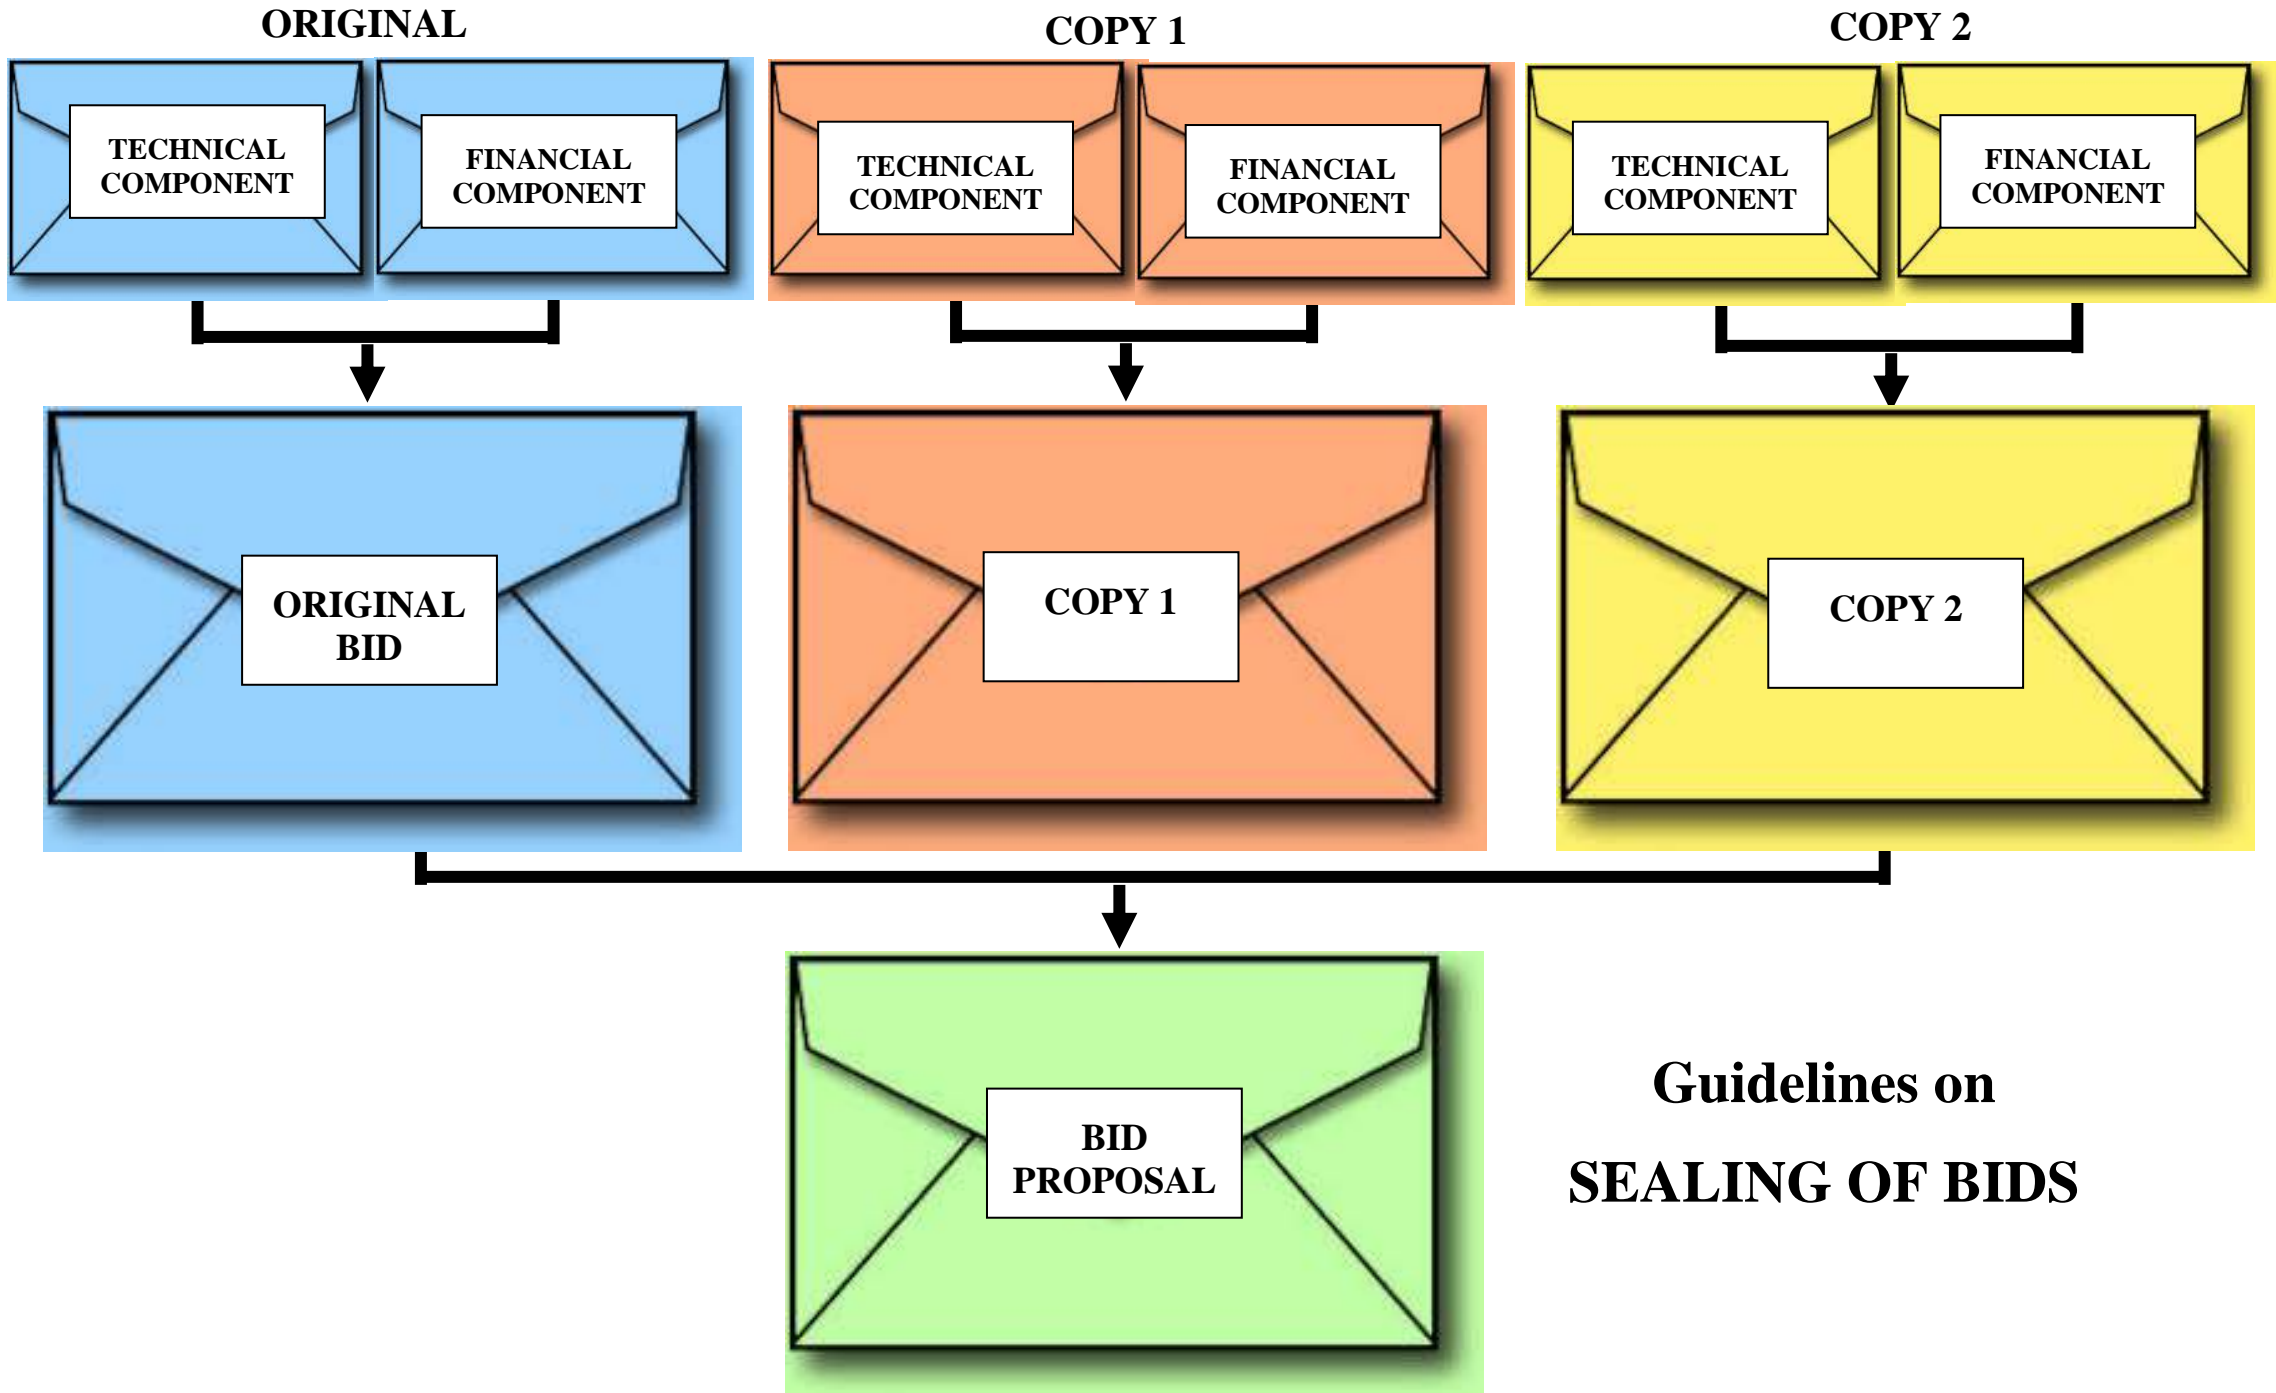 ORIGINAL
COPY 1
COPY 2
TECHNICAL
COMPONENT
FINANCIAL
COMPONENT
TECHNICAL
COMPONENT
FINANCIAL
COMPONENT
TECHNICAL
COMPONENT
FINANCIAL
COMPONENT
ORIGINAL
BID
COPY 1
COPY 2
BID
PROPOSAL
Guidelines on
SEALING OF BIDS